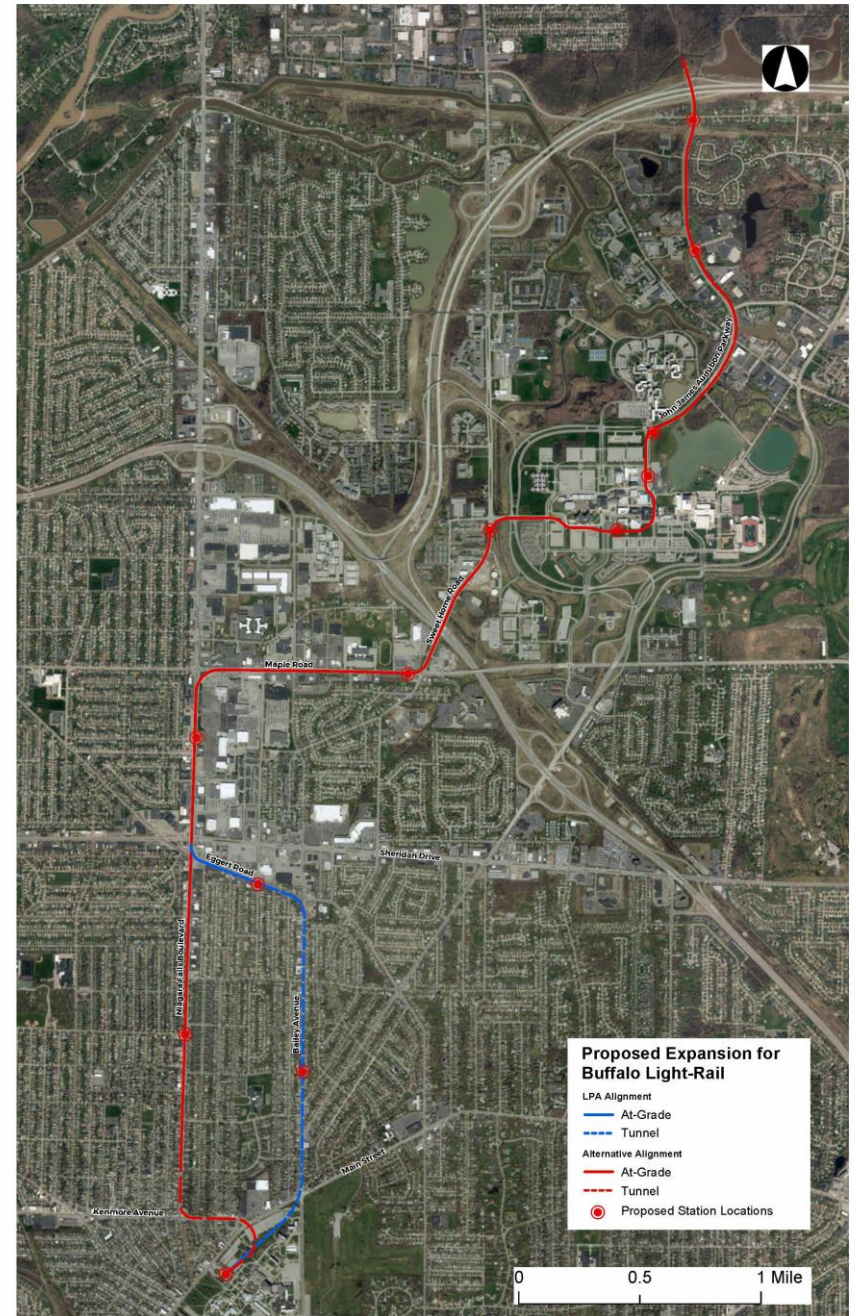 John James Audubon Parkway
Sweet Home Road
Maple Road
Eggert Road
Sheridan Drive
Niagara Falls Boulevard
Bailey Avenue
Main Street
Kenmore Avenue
Proposed Expansion for
Buffalo Light-Rail
LPA Alignment
At-Grade
Tunnel
Alternative Alignment
At-Grade
Tunnel
Proposed Station Locations
0 0.5 1 Mile